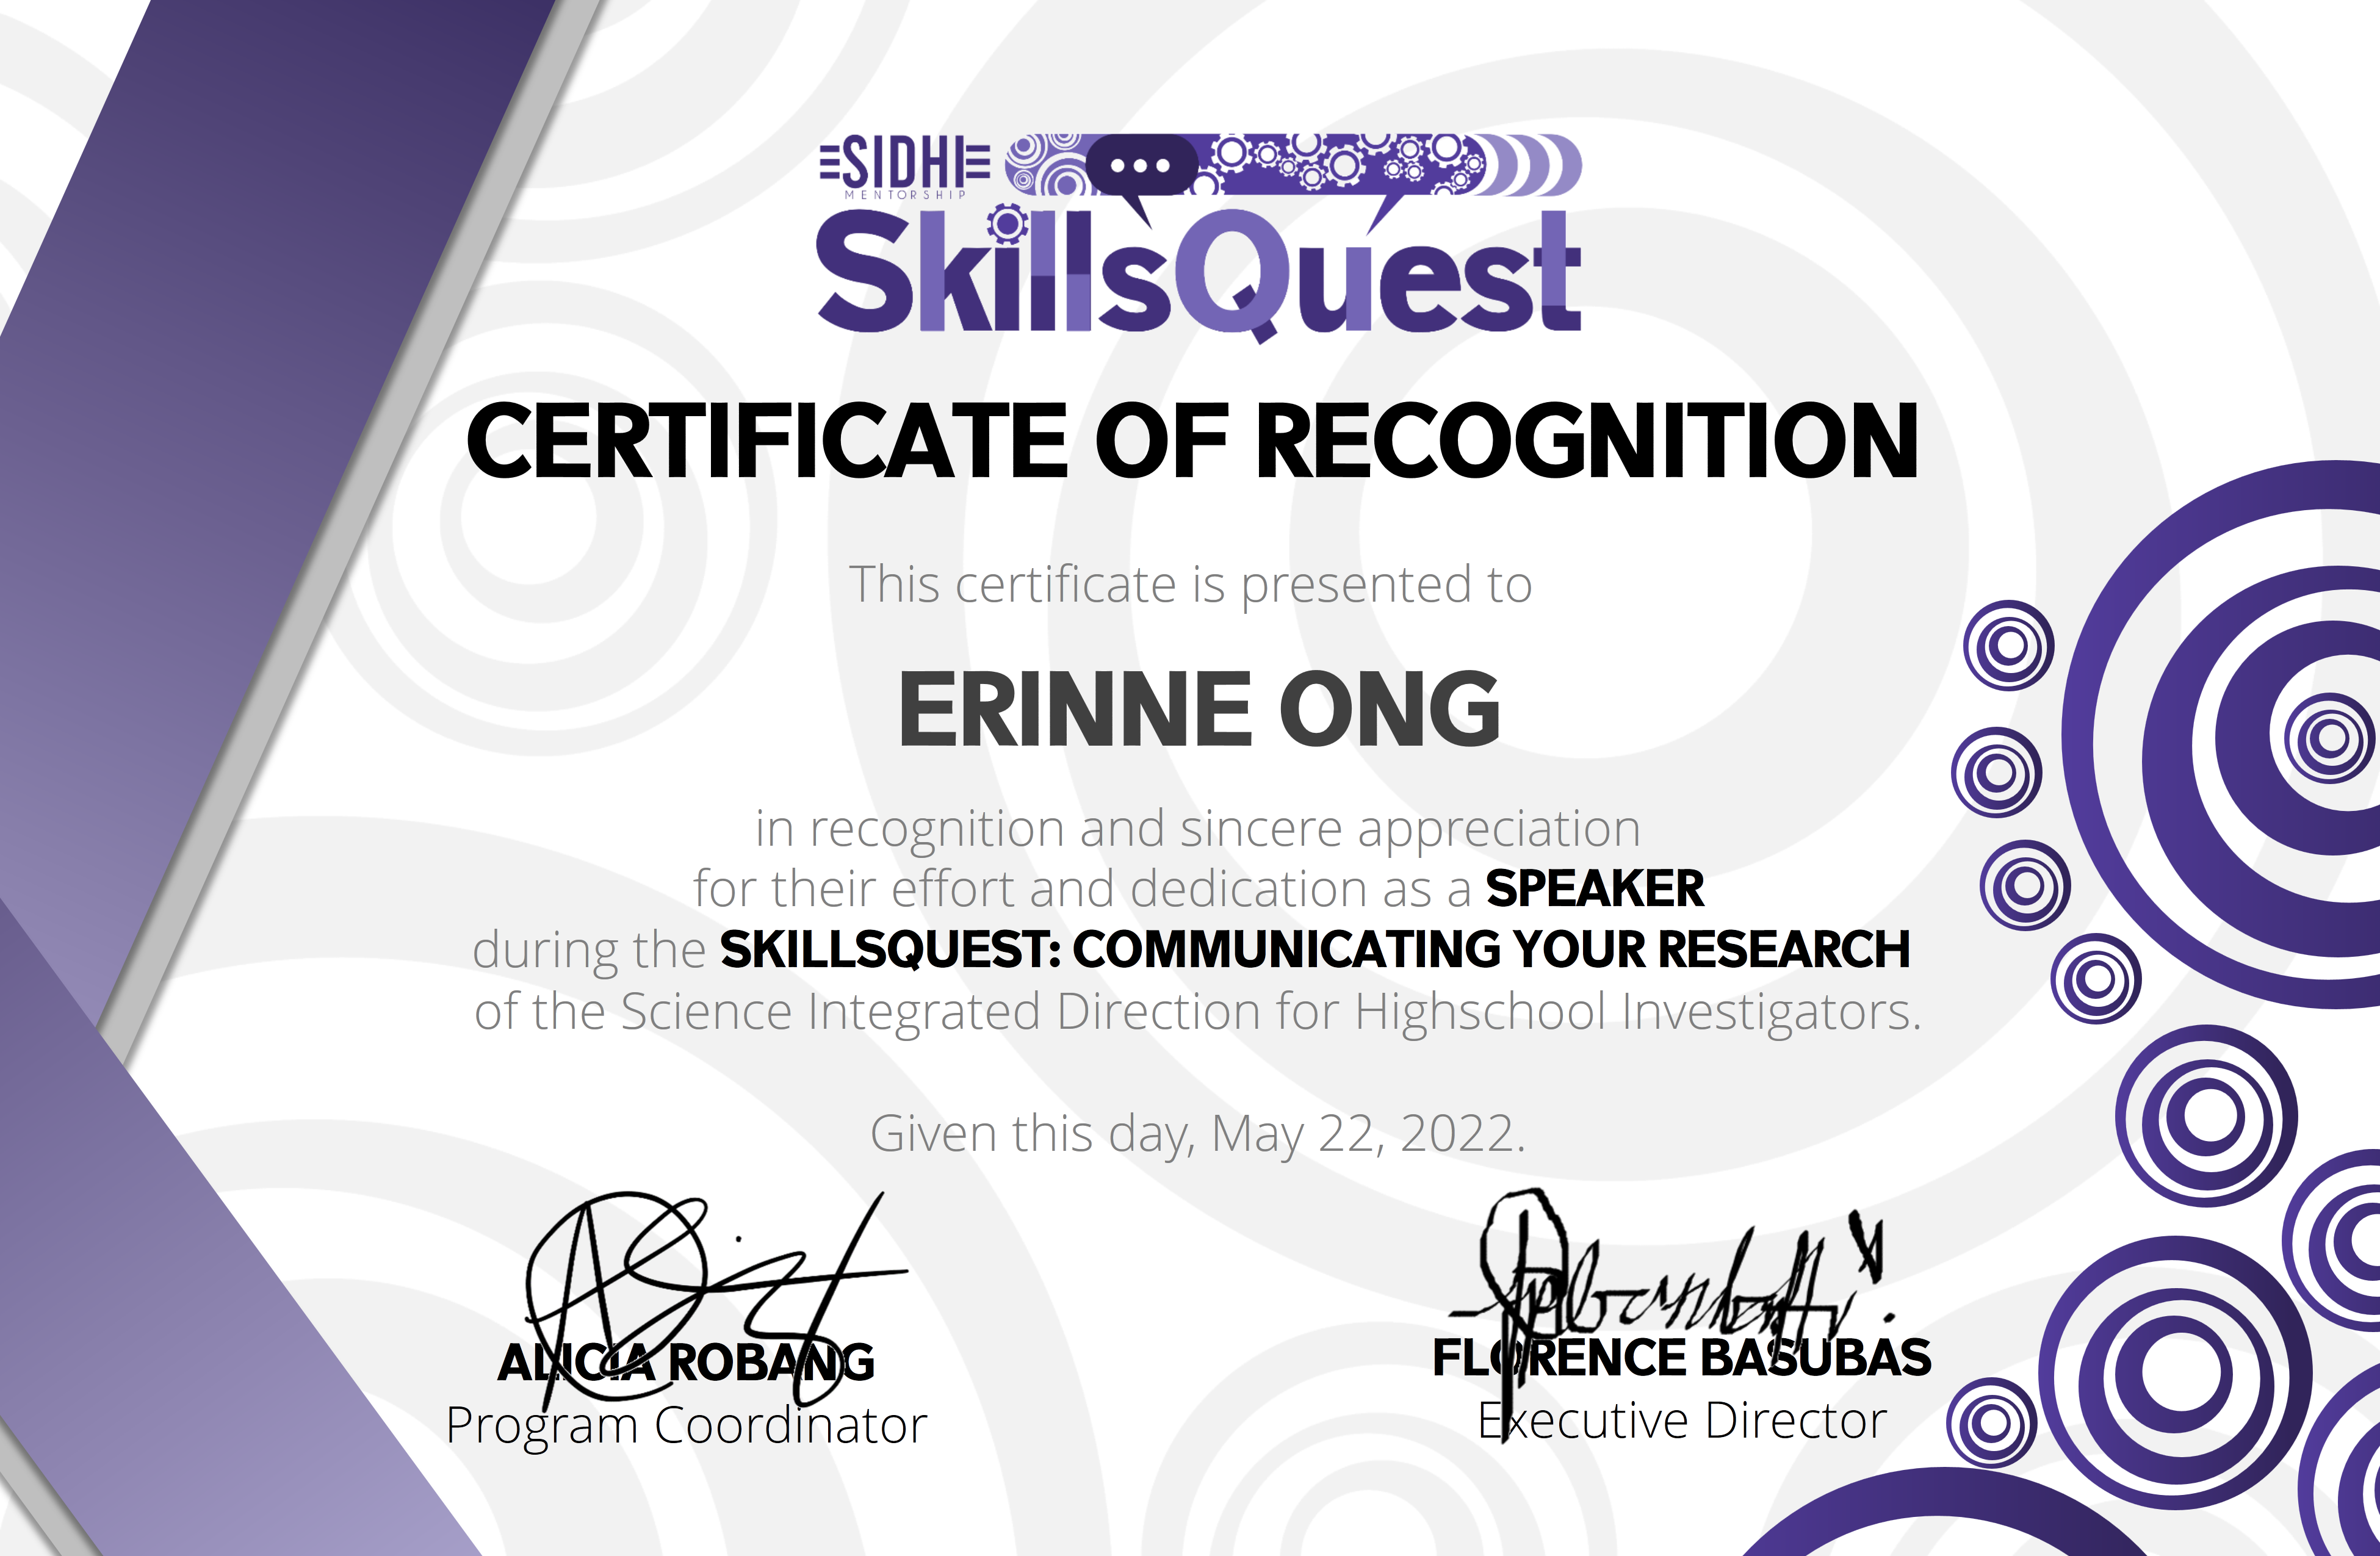 SIDHI
MENTORSHIP
SkillsQuest
CERTIFICATE OF RECOGNITION
This certificate is presented to
ERINNE ONG
in recognition and sincere appreciation
for their effort and dedication as a SPEAKER
during the SKILLSQUEST: COMMUNICATING YOUR RESEARCH
of the Science Integrated Direction for Highschool Investigators.
Given this day, May 22, 2022.
ALICIA ROBANG
Program Coordinator
FLORENCE BASUBAS
Executive Director